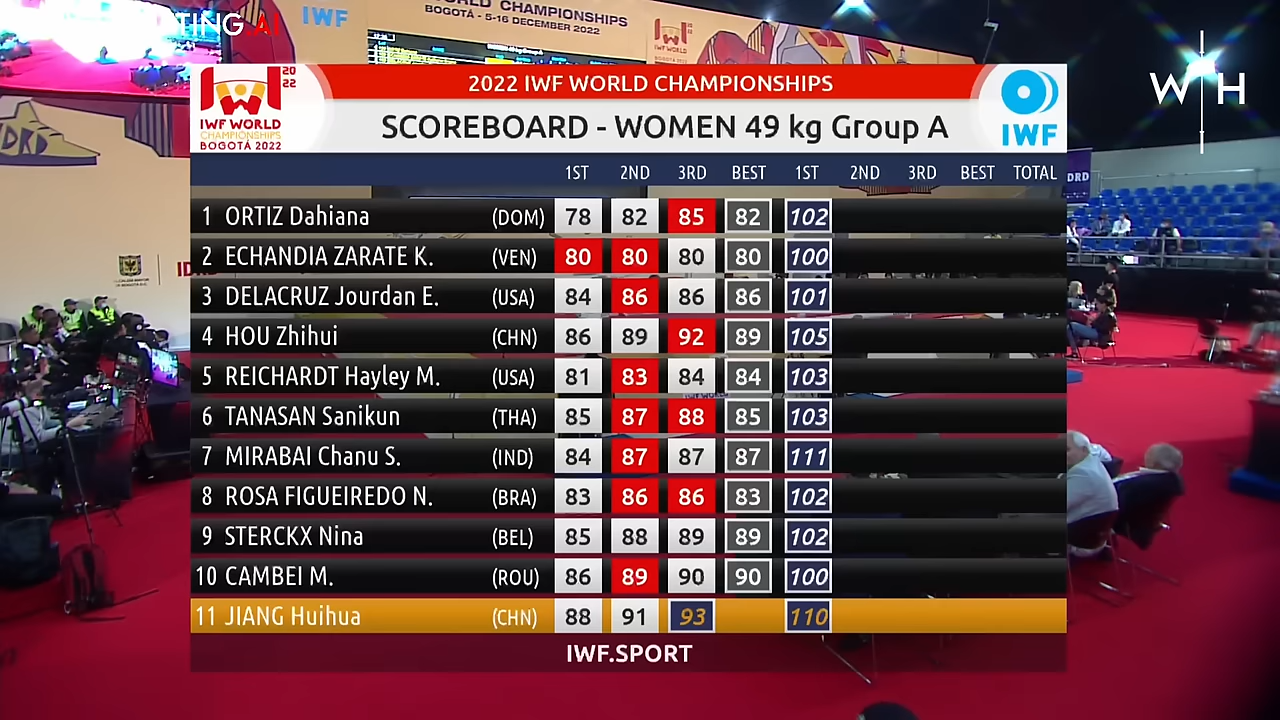 TING.AI
IWF
WORLD CHAMPIONSHIPS
BOGOTÁ - 5-16 DECEMBER 2022
IWF WORLD
W H
2022
IWF WORLD
CHAMPIONSHIPS
BOGOTÁ 2022
2022 IWF WORLD CHAMPIONSHIPS
SCOREBOARD - WOMEN 49 kg Group A
IWF
1ST 2ND 3RD BEST 1ST 2ND 3RD BEST TOTAL
1 ORTIZ Dahiana (DOM) 78 82 85 82 102
2 ECHANDIA ZARATE K. (VEN) 80 80 80 80 100
3 DELACRUZ Jourdan E. (USA) 84 86 86 86 101
4 HOU Zhihui (CHN) 86 89 92 89 105
5 REICHARDT Hayley M. (USA) 81 83 84 84 103
6 TANASAN Sanikun (THA) 85 87 88 85 103
7 MIRABAI Chanu S. (IND) 84 87 87 87 111
8 ROSA FIGUEIREDO N. (BRA) 83 86 86 83 102
9 STERCKX Nina (BEL) 85 88 89 89 102
10 CAMBEI M. (ROU) 86 89 90 90 100
11 JIANG Huihua (CHN) 88 91 93 110
IWF.SPORT